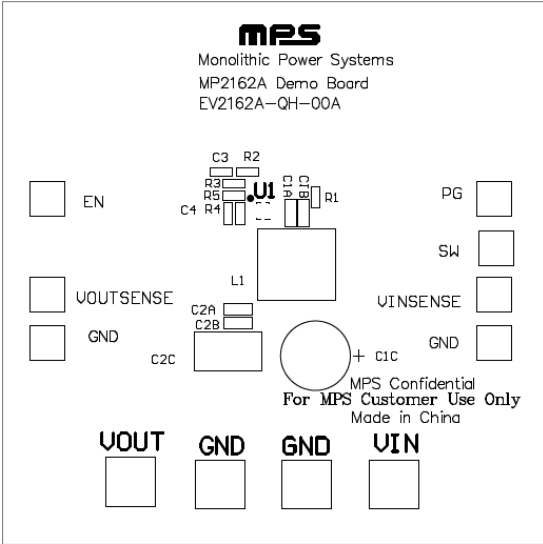 mps
Monolithic Power Systems
MP2162A Demo Board
EV2162A-QH-00A
C3 R2
R3
R5
U1
C4 R4
C1A
C1B
R1
EN
PG
SW
L1
VOUTSENSE
VINSENSE
C2A
C2B
GND
GND
C2C
+ C1C
MPS Confidential
For MPS Customer Use Only
Made in China
VOUT GND GND VIN